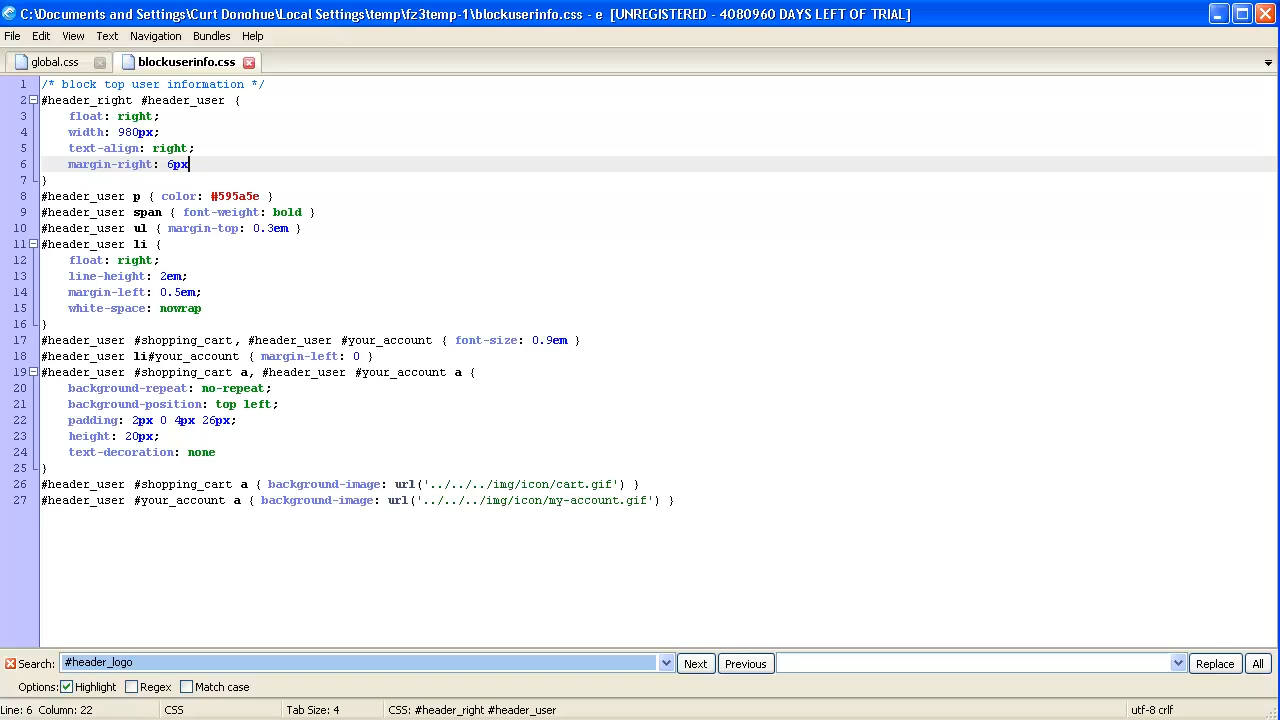 C:\Documents and Settings\Curt Donohue\Local Settings\temp\fz3temp-1\blockuserinfo.css - e [UNREGISTERED - 4080960 DAYS LEFT OF TRIAL]
File Edit View Text Navigation Bundles Help
global.css blockuserinfo.css
1 /* block top user information */
2 #header_right #header_user {
3 float: right;
4 width: 980px;
5 text-align: right;
6 margin-right: 6px
7 }
8 #header_user p { color: #595a5e }
9 #header_user span { font-weight: bold }
10 #header_user ul { margin-top: 0.3em }
11 #header_user li {
12 float: right;
13 line-height: 2em;
14 margin-left: 0.5em;
15 white-space: nowrap
16 }
17 #header_user #shopping_cart, #header_user #your_account { font-size: 0.9em }
18 #header_user li#your_account { margin-left: 0 }
19 #header_user #shopping_cart a, #header_user #your_account a {
20 background-repeat: no-repeat;
21 background-position: top left;
22 padding: 2px 0 4px 26px;
23 height: 20px;
24 text-decoration: none
25 }
26 #header_user #shopping_cart a { background-image: url('../../../img/icon/cart.gif') }
27 #header_user #your_account a { background-image: url('../../../img/icon/my-account.gif') }
Search: #header_logo Next Previous Replace All
Options: Highlight Regex Match case
Line: 6 Column: 22 CSS Tab Size: 4 CSS: #header_right #header_user utf-8 crlf